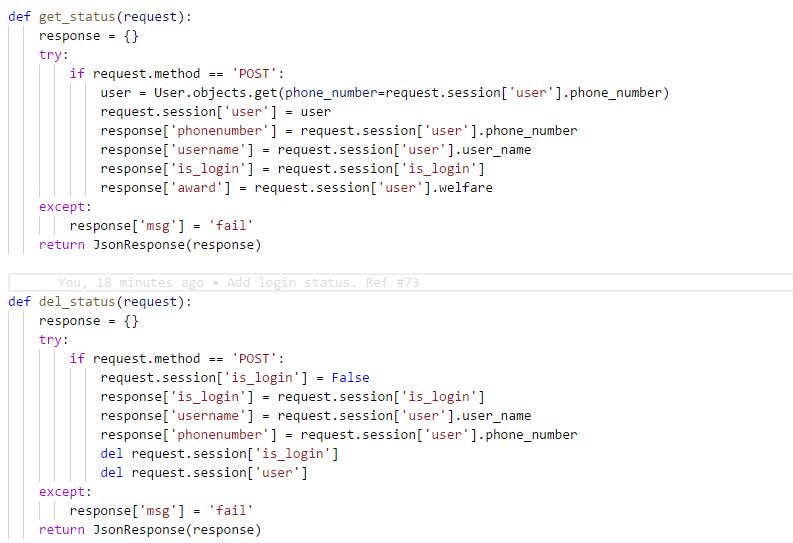 def get_status(request):
    response = {}
    try:
        if request.method == 'POST':
            user = User.objects.get(phone_number=request.session['user'].phone_number)
            request.session['user'] = user
            response['phonenumber'] = request.session['user'].phone_number
            response['username'] = request.session['user'].user_name
            response['is_login'] = request.session['is_login']
            response['award'] = request.session['user'].welfare
    except:
        response['msg'] = 'fail'
    return JsonResponse(response)
You, 18 minutes ago • Add login status. Ref #73
def del_status(request):
    response = {}
    try:
        if request.method == 'POST':
            request.session['is_login'] = False
            response['is_login'] = request.session['is_login']
            response['username'] = request.session['user'].user_name
            response['phonenumber'] = request.session['user'].phone_number
            del request.session['is_login']
            del request.session['user']
    except:
        response['msg'] = 'fail'
    return JsonResponse(response)